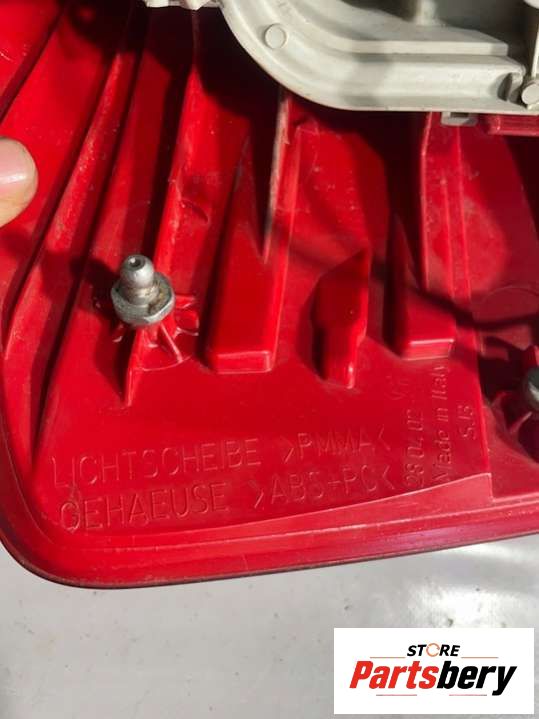 LICHTSCHEIBE >PMMA<
GEHAEUSE >ABS+PC<
Made in Italy
STORE
Partsbery